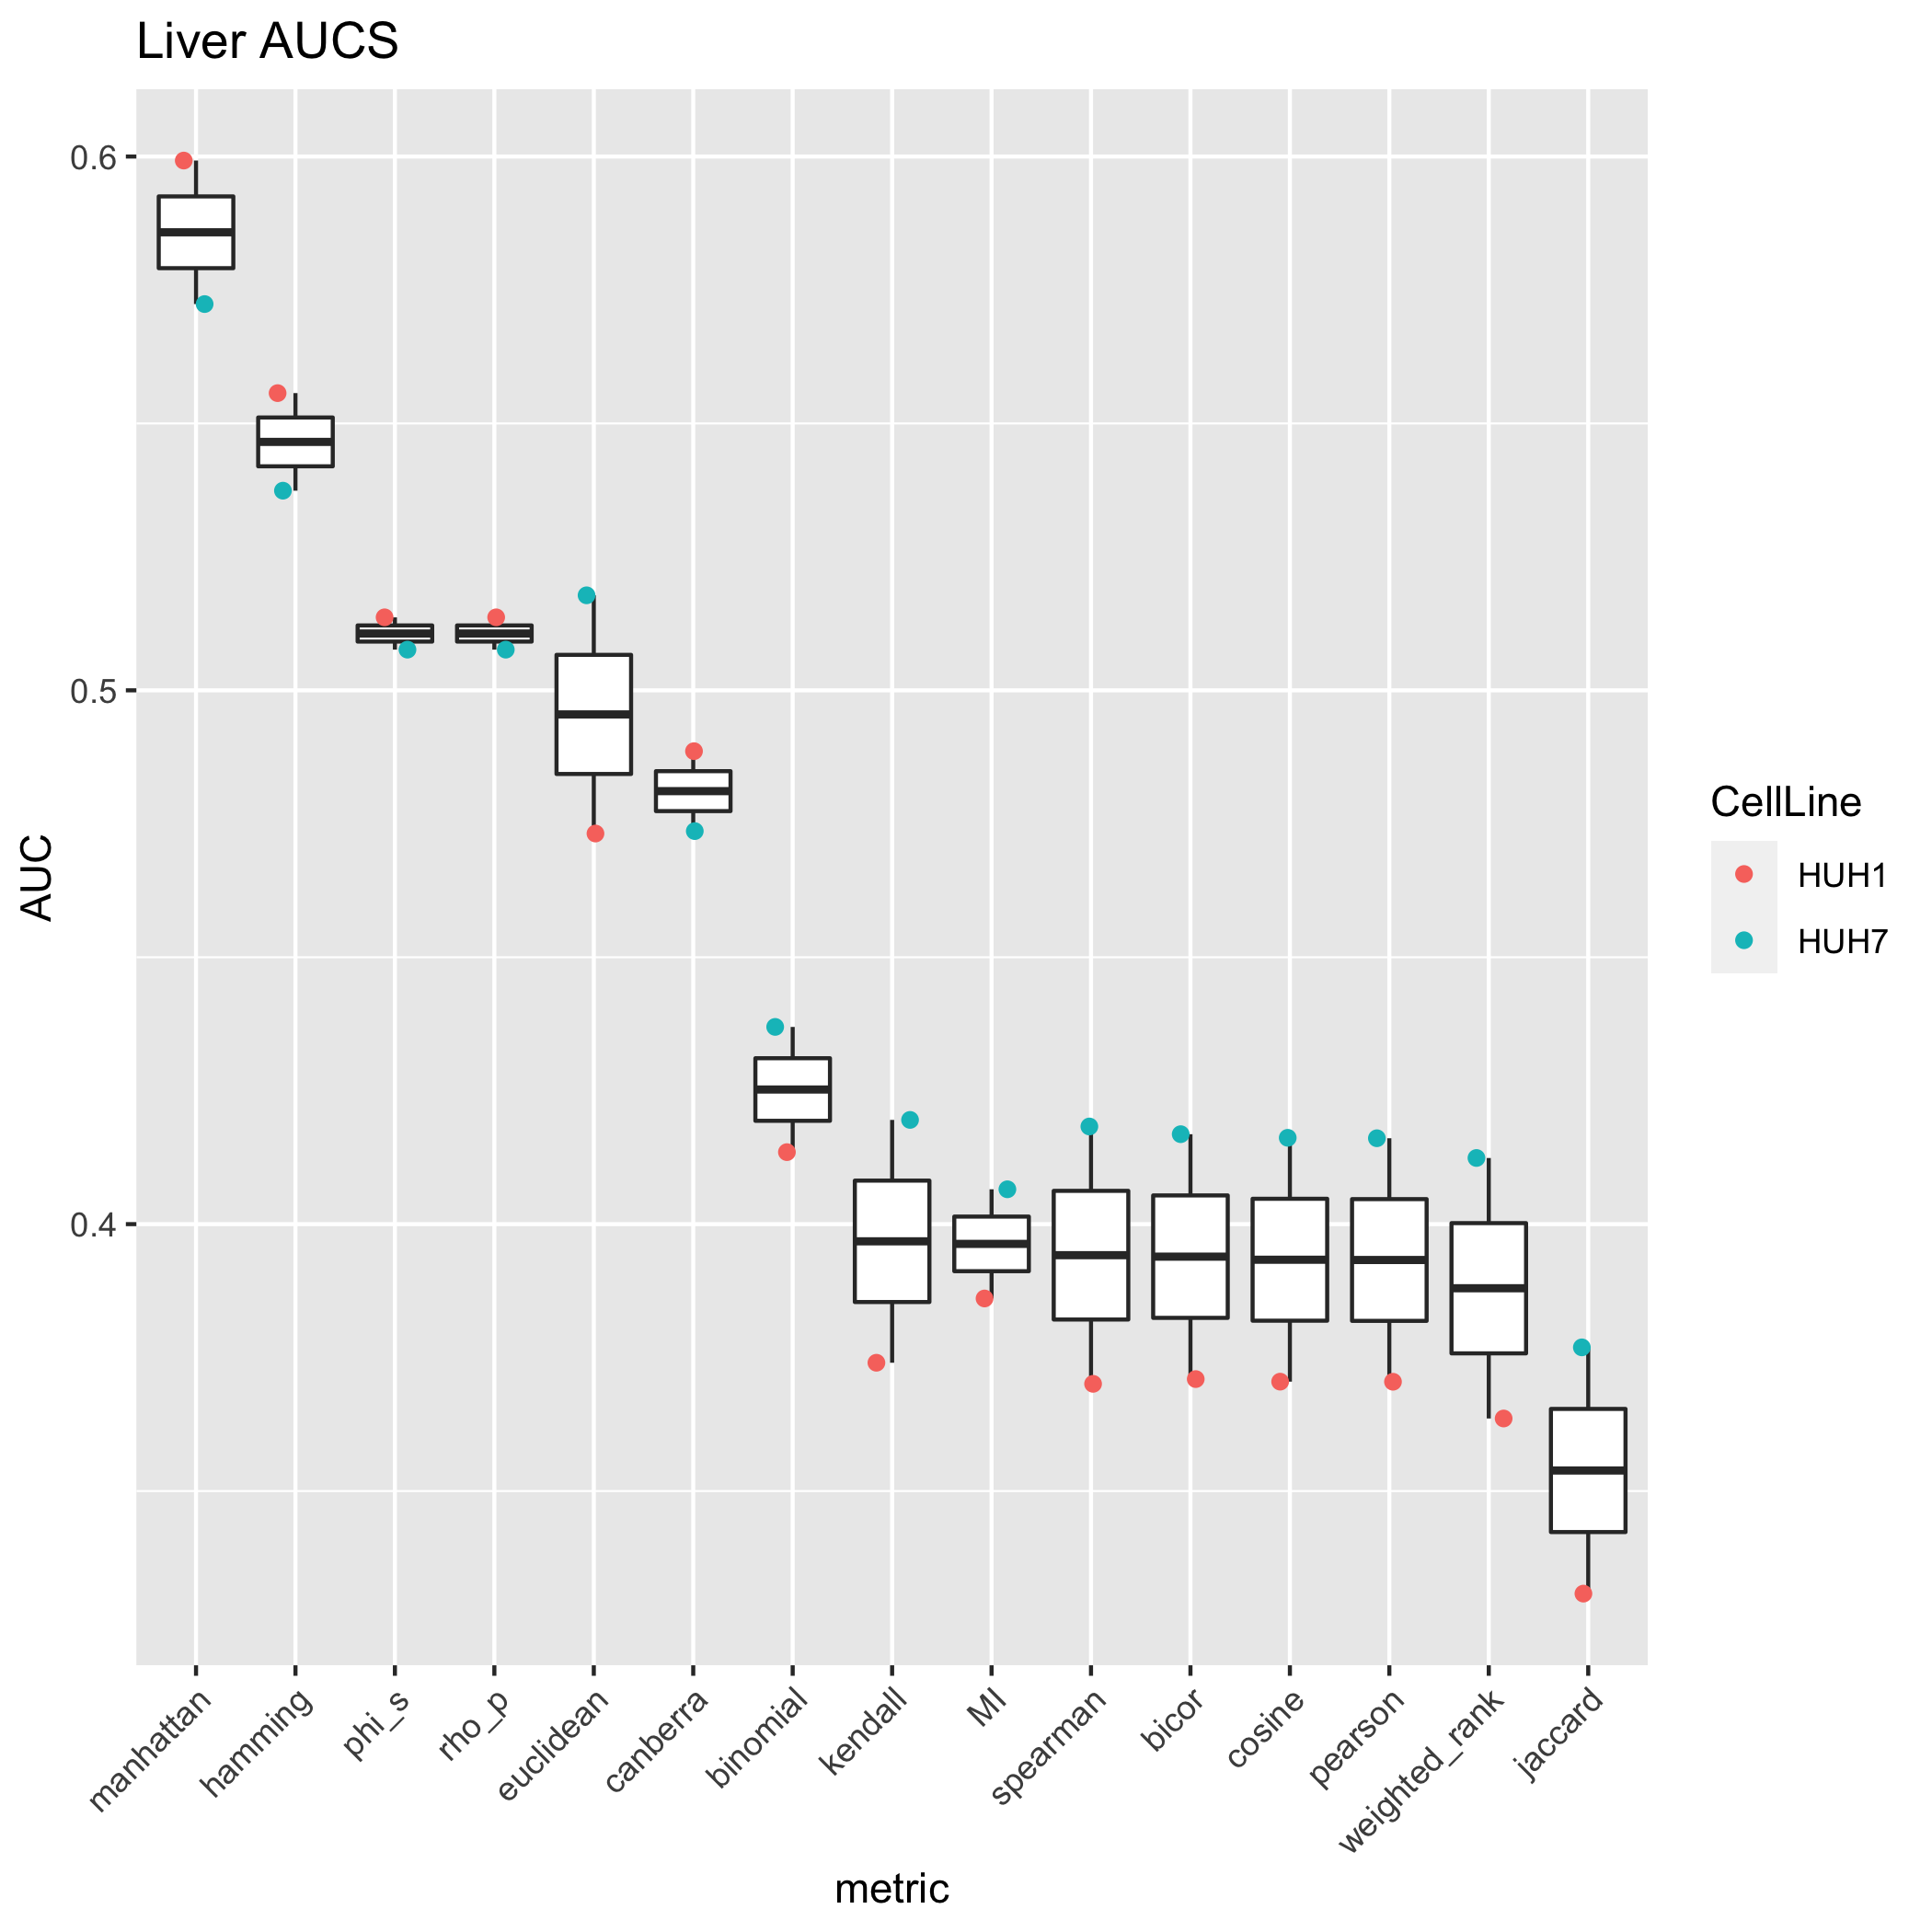 Liver AUCS
0.6
0.5
0.4
AUC
manhattan
hamming
phi_s
rho_p
euclidean
canberra
binomial
kendall
MI
spearman
bicor
cosine
pearson
weighted_rank
jaccard
metric
CellLine
HUH1
HUH7